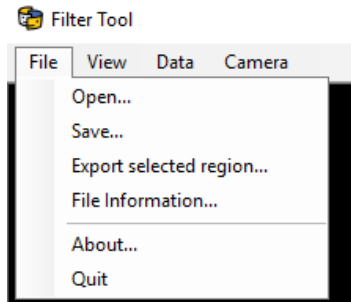 Filter Tool
File View Data Camera
Open...
Save...
Export selected region...
File Information...
About...
Quit